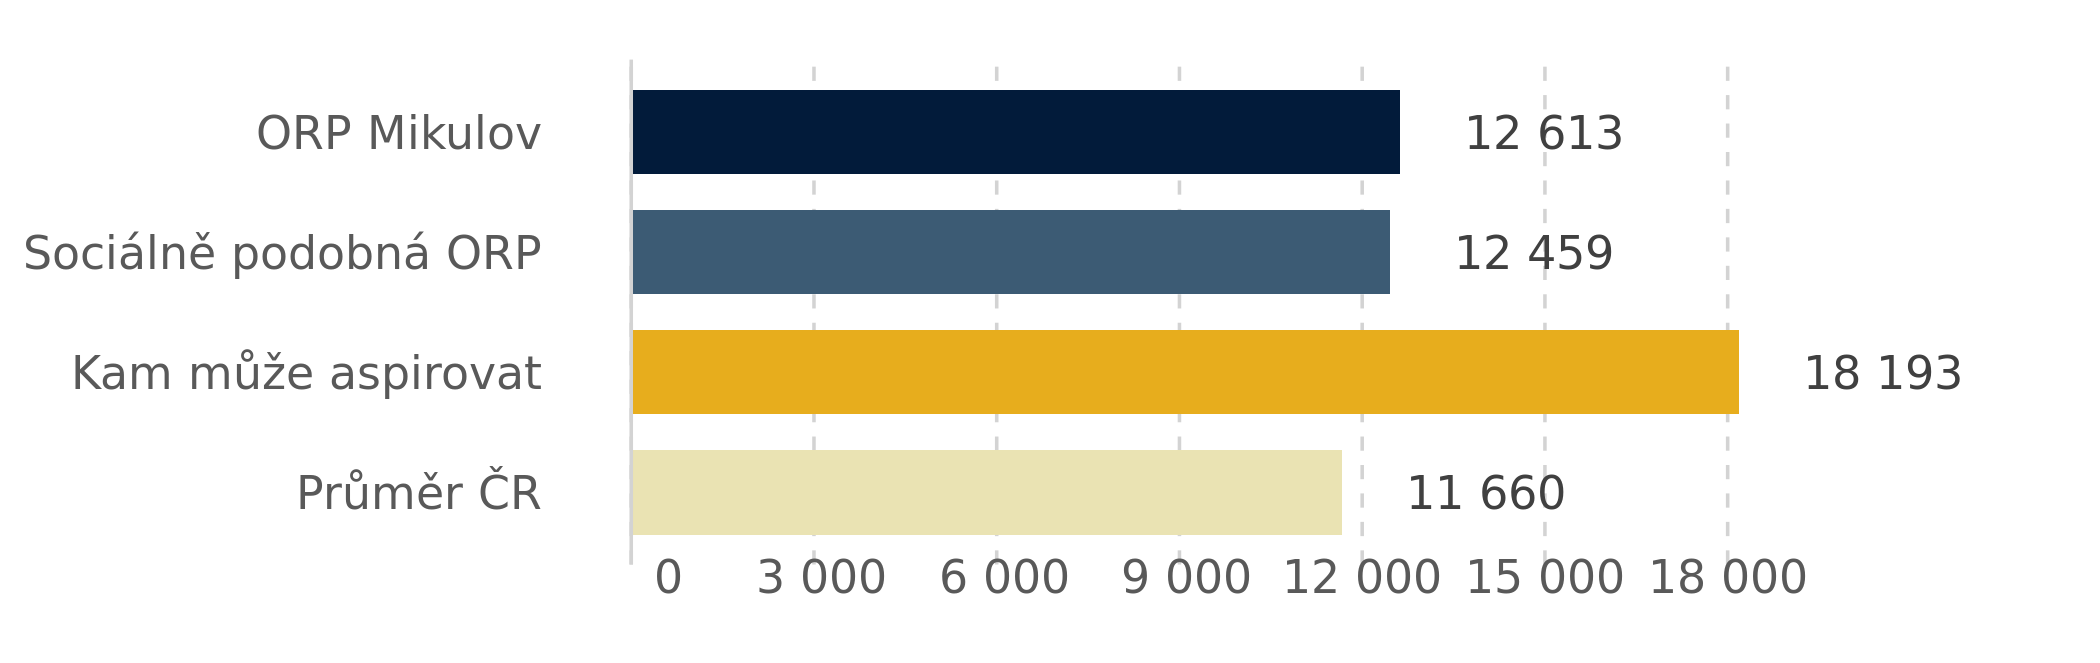 ORP Mikulov 12 613
Sociálně podobná ORP 12 459
Kam může aspirovat 18 193
Průměr ČR 11 660
0 3 000 6 000 9 000 12 000 15 000 18 000